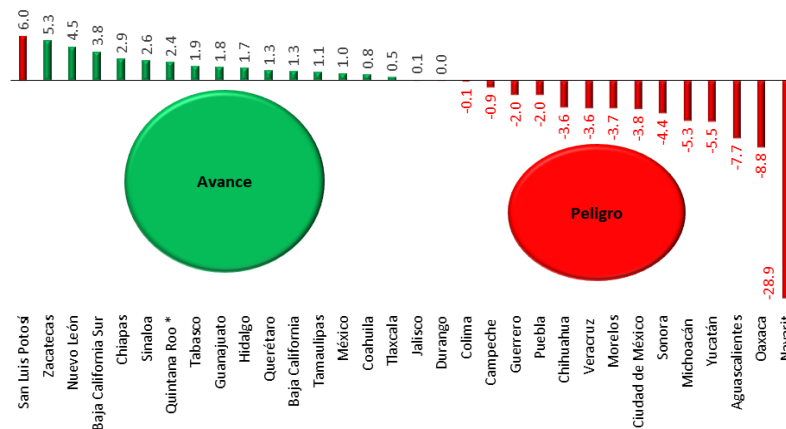 6.0
5.3
4.5
3.8
2.9
2.6
2.4
1.9
1.8
1.7
1.3
1.3
1.1
1.0
0.8
0.5
0.1
0.0
-0.1
-0.9
-2.0
-2.0
-3.6
-3.6
-3.7
-3.8
-4.4
-5.3
-5.5
-7.7
-8.8
-28.9
Avance
Peligro
San Luis Potosí
Zacatecas
Nuevo León
Baja California Sur
Chiapas
Sinaloa
Quintana Roo *
Tabasco
Guanajuato
Hidalgo
Querétaro
Baja California
Tamaulipas
México
Coahuila
Tlaxcala
Jalisco
Durango
Colima
Campeche
Guerrero
Puebla
Chihuahua
Veracruz
Morelos
Ciudad de México
Sonora
Michoacán
Yucatán
Aguascalientes
Oaxaca